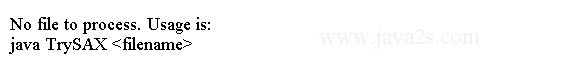 No file to process. Usage is:
java TrySAX <filename>
www.java2s.com